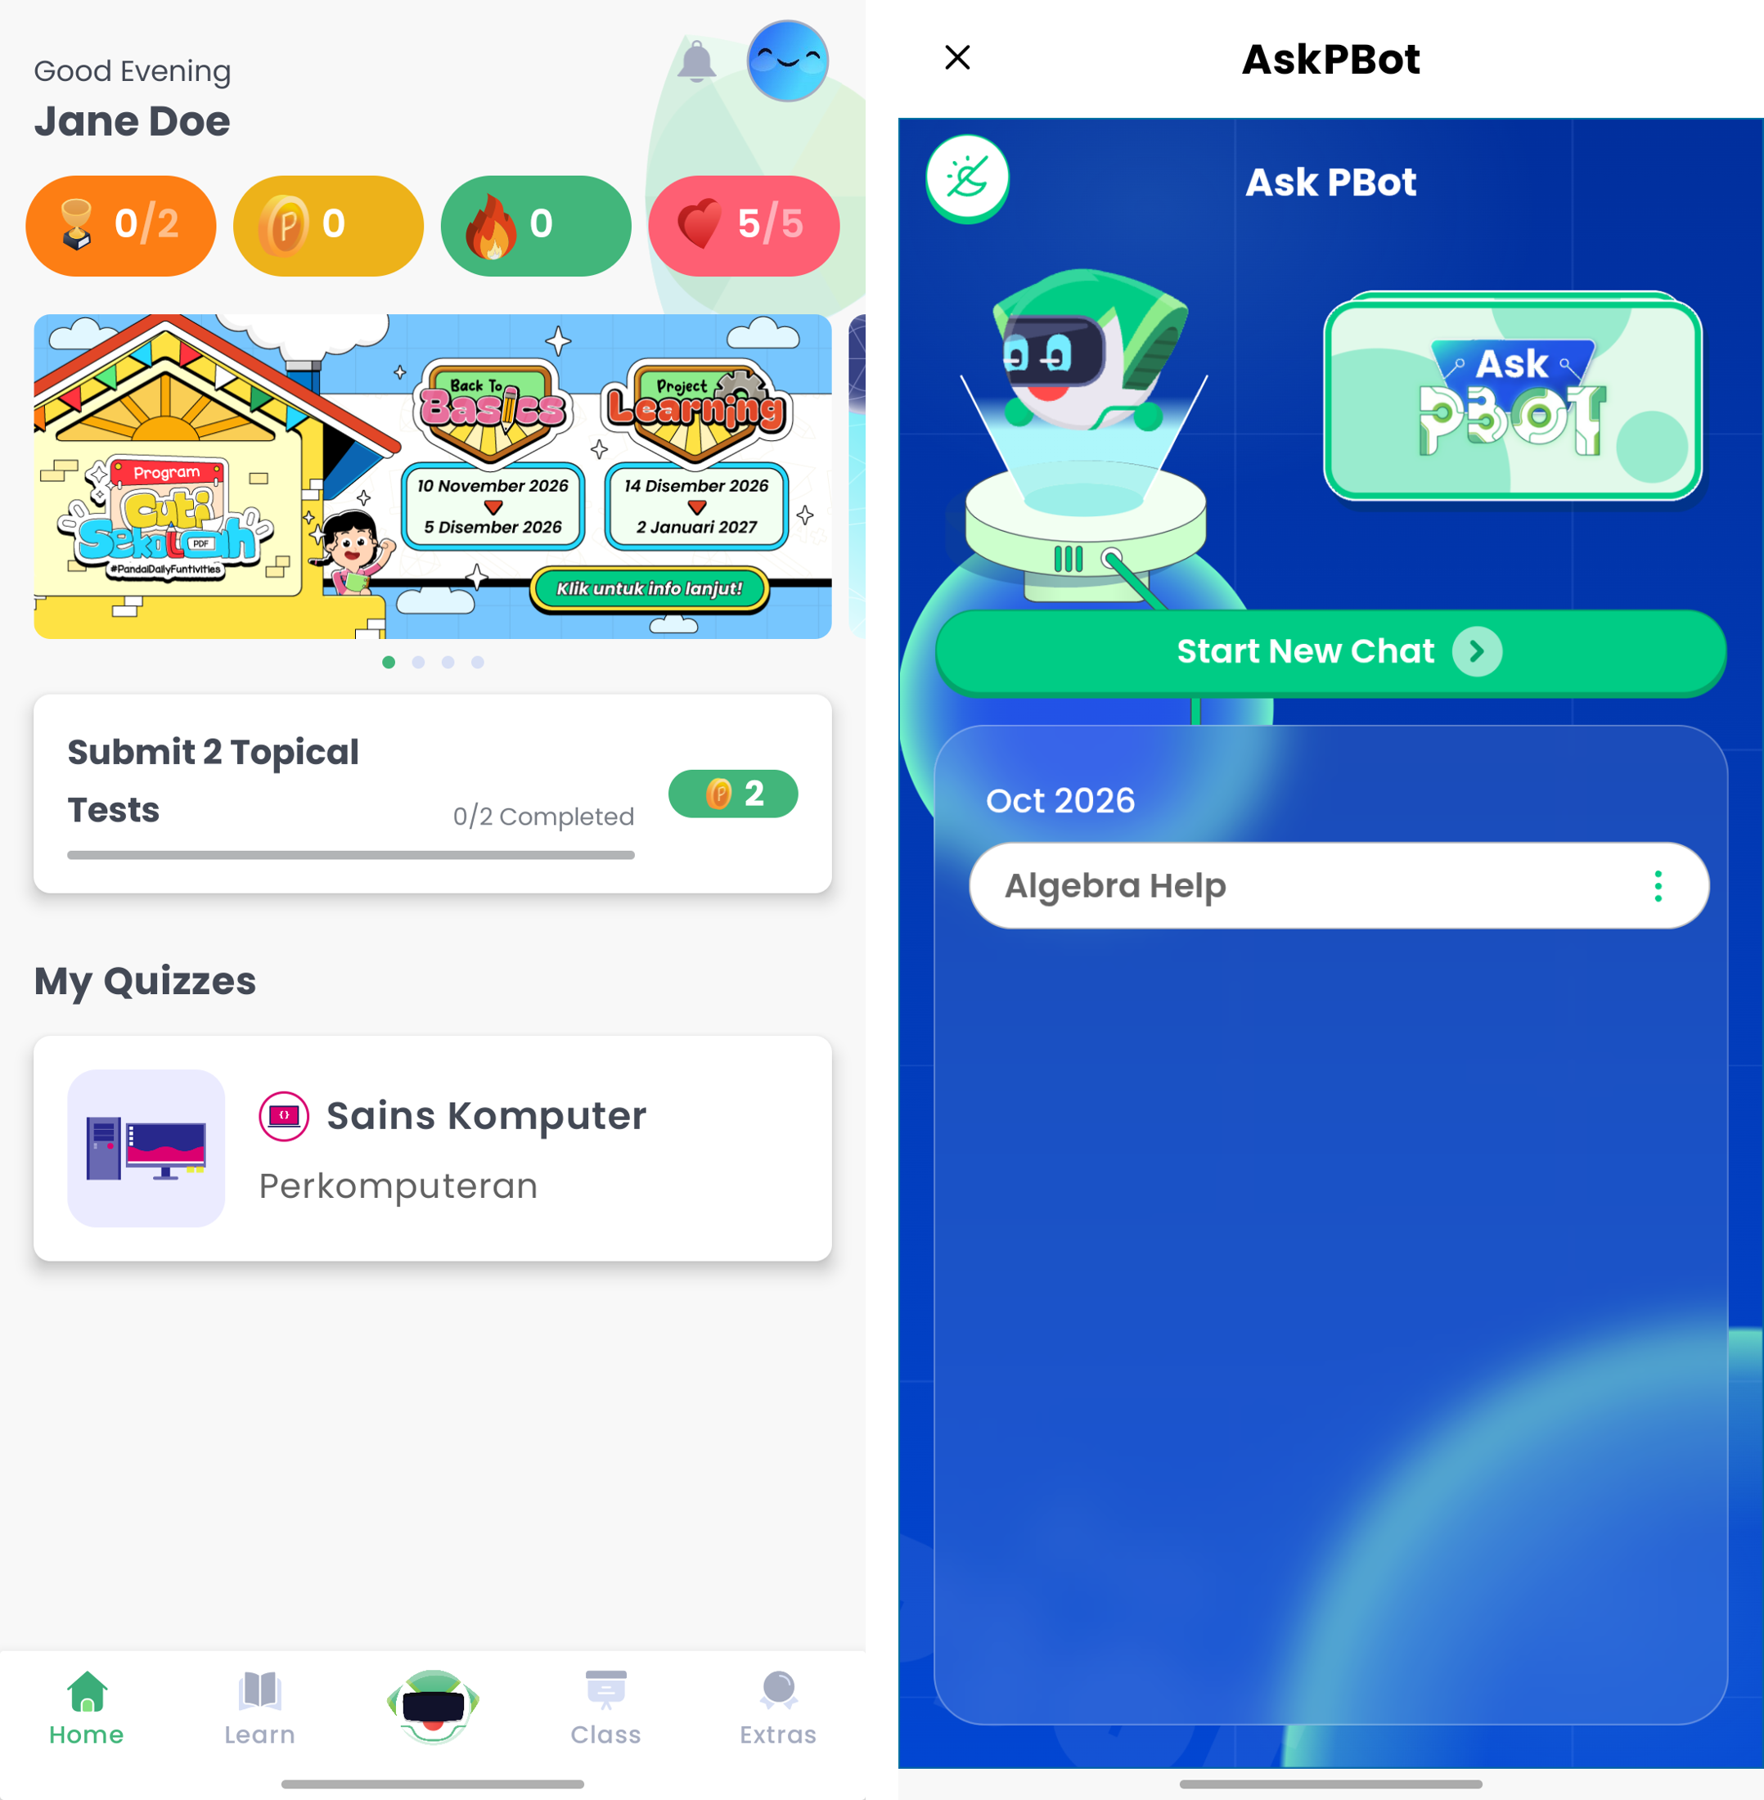 Good Evening
Jane Doe
0/2
0
0
5/5
Program
Cuti
Sekolah
PDF
#PandaiDailyFuntivities
Back To
Basics
10 November 2026
5 Disember 2026
Project
Learning
14 Disember 2026
2 Januari 2027
Klik untuk info lanjut!
Submit 2 Topical
Tests
0/2 Completed
2
My Quizzes
Sains Komputer
Perkomputeran
Home
Learn
Class
Extras
AskPBot
Ask PBot
Ask
PBOT
Start New Chat
Oct 2026
Algebra Help